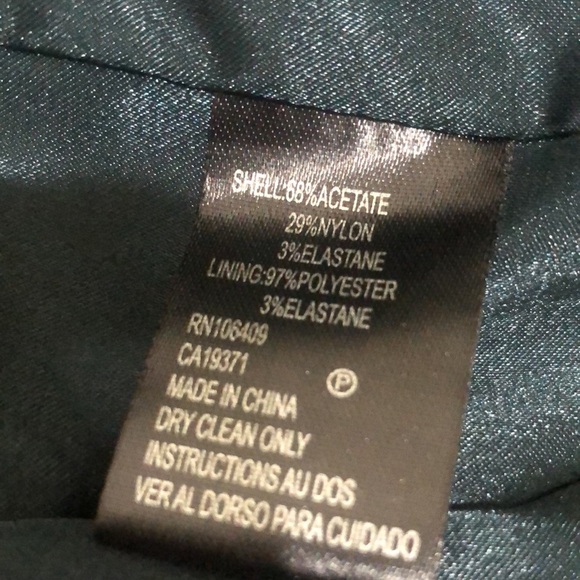 SHELL:68%ACETATE
29%NYLON
3%ELASTANE
LINING:97%POLYESTER
3%ELASTANE
RN106409
CA19371
P
MADE IN CHINA
DRY CLEAN ONLY
INSTRUCTIONS AU DOS
VER AL DORSO PARA CUIDADO